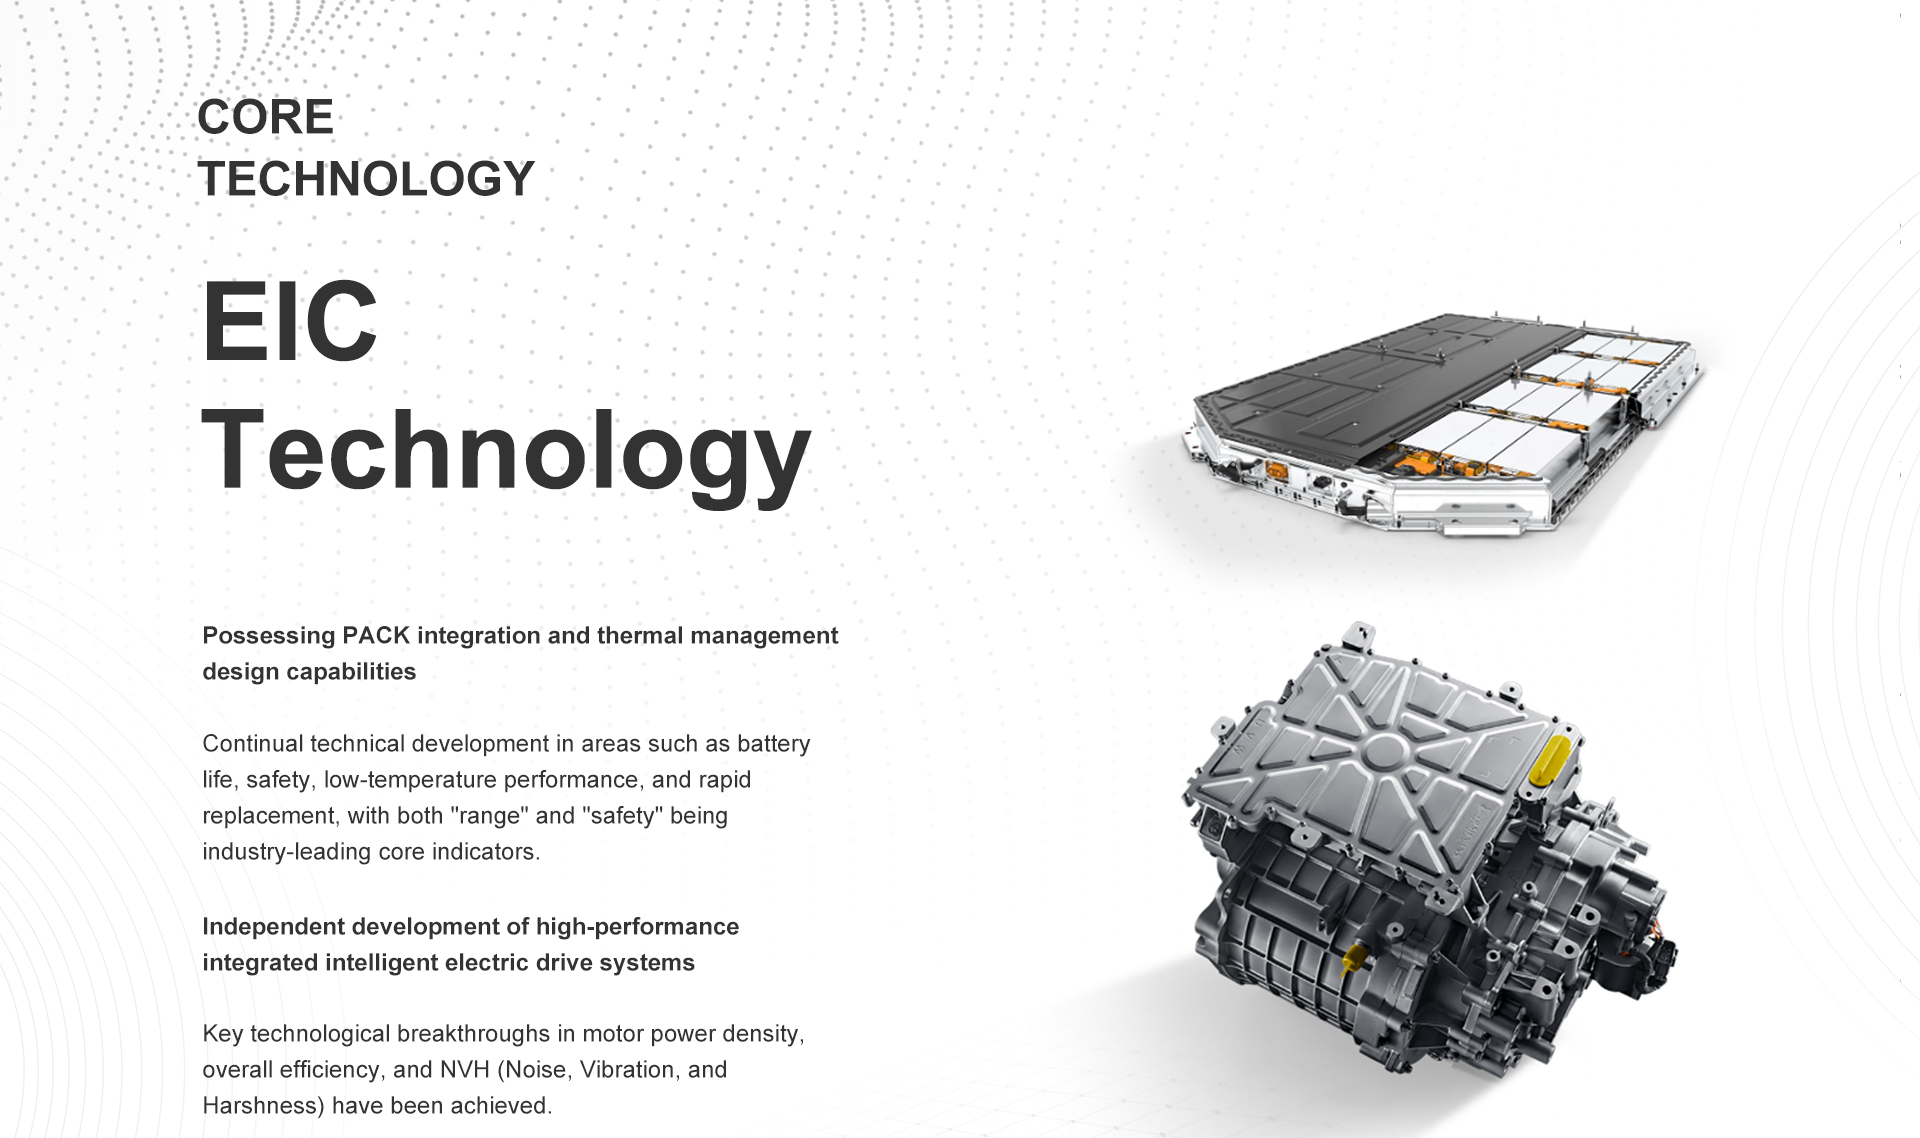 CORE
TECHNOLOGY
EIC
Technology
Possessing PACK integration and thermal management
design capabilities
Continual technical development in areas such as battery
life, safety, low-temperature performance, and rapid
replacement, with both "range" and "safety" being
industry-leading core indicators.
Independent development of high-performance
integrated intelligent electric drive systems
Key technological breakthroughs in motor power density,
overall efficiency, and NVH (Noise, Vibration, and
Harshness) have been achieved.
U V W